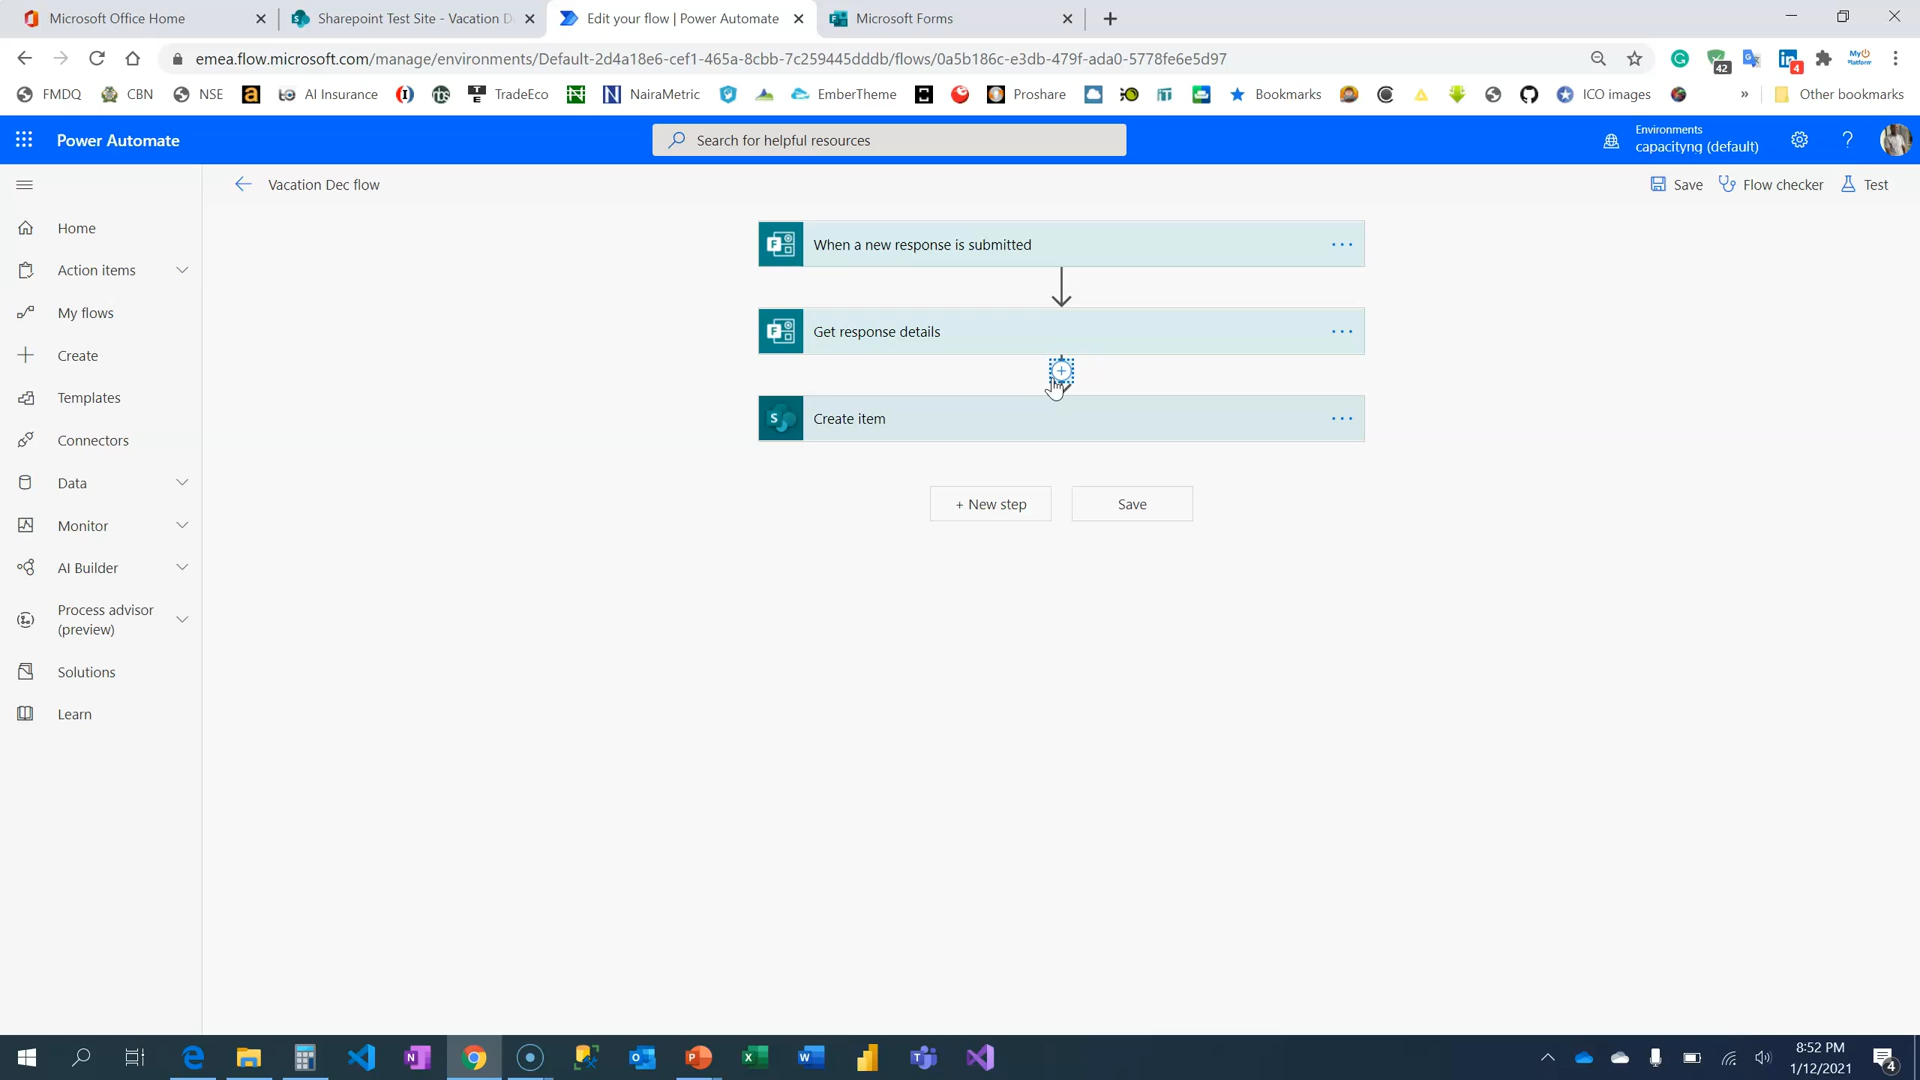 Microsoft Office Home
Sharepoint Test Site - Vacation D
Edit your flow | Power Automate
Microsoft Forms
emea.flow.microsoft.com/manage/environments/Default-2d4a18e6-cef1-465a-8cbb-7c259445dddb/flows/0a5b186c-e3db-479f-ada0-5778fe6e5d97
42
4
FMDQ
CBN
NSE
AI Insurance
TradeEco
NairaMetric
EmberTheme
Proshare
Bookmarks
ICO images
Other bookmarks
Power Automate
Search for helpful resources
Environments
capacityng (default)
Vacation Dec flow
Save
Flow checker
Test
Home
Action items
My flows
Create
Templates
Connectors
Data
Monitor
AI Builder
Process advisor
(preview)
Solutions
Learn
When a new response is submitted
Get response details
Create item
+ New step
Save
8:52 PM
1/12/2021
4